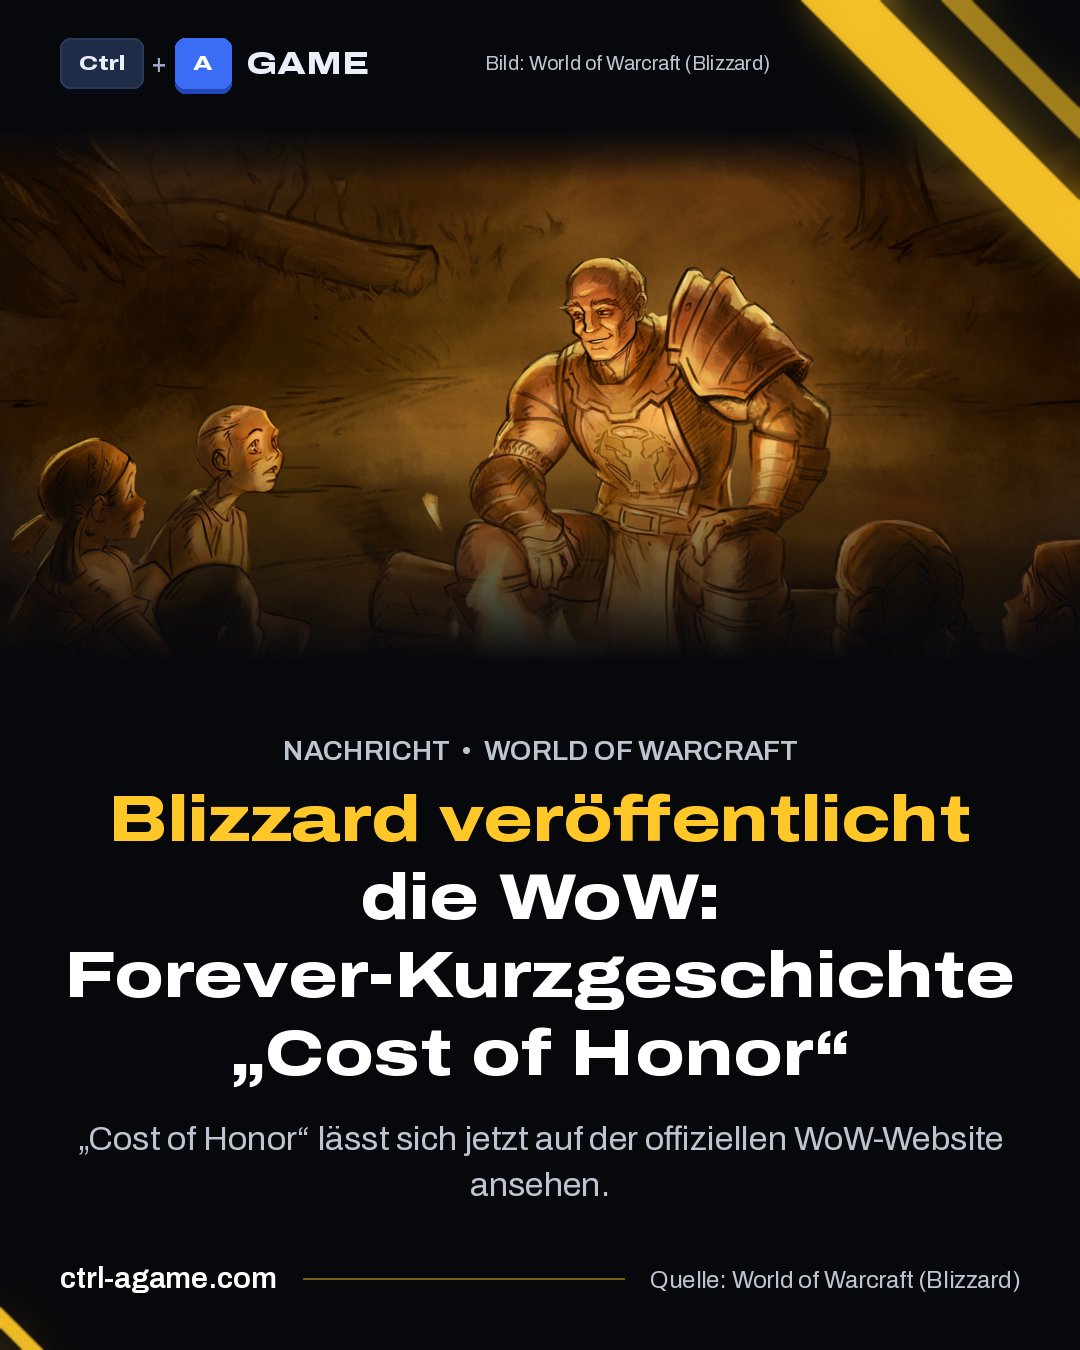 Ctrl + A GAME
Bild: World of Warcraft (Blizzard)
NACHRICHT • WORLD OF WARCRAFT
Blizzard veröffentlicht
die WoW:
Forever-Kurzgeschichte
„Cost of Honor“
„Cost of Honor“ lässt sich jetzt auf der offiziellen WoW-Website
ansehen.
ctrl-agame.com
Quelle: World of Warcraft (Blizzard)